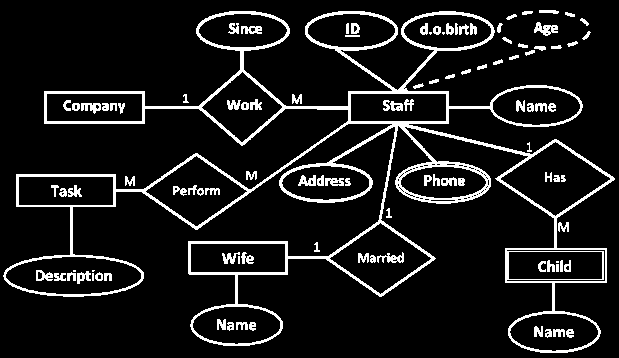 Since
ID
d.o.birth
Age
Company
1
Work
M
Staff
Name
Task
M
Perform
M
Address
Phone
1
Has
M
Description
Wife
1
Married
1
Child
Name
Name